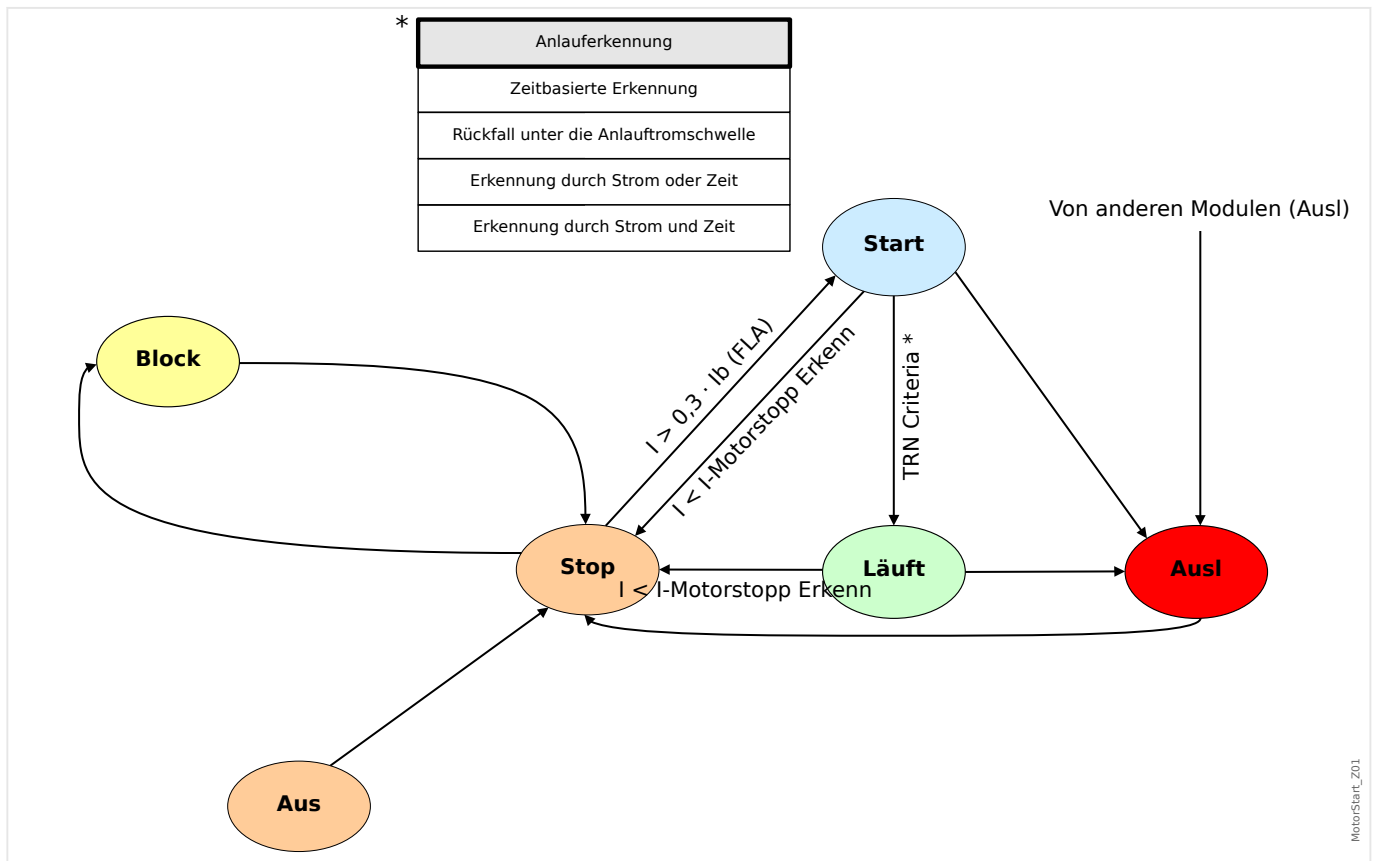 *
Anlauferkennung
Zeitbasierte Erkennung
Rückfall unter die Anlauftromschwelle
Erkennung durch Strom oder Zeit
Erkennung durch Strom und Zeit
Von anderen Modulen (Ausl)
Start
Block
I > 0,3 · Ib (FLA)
I < I-Motorstopp Erkenn
TRN Criteria *
Stop
Läuft
Ausl
I < I-Motorstopp Erkenn
Aus
MotorStart_Z01